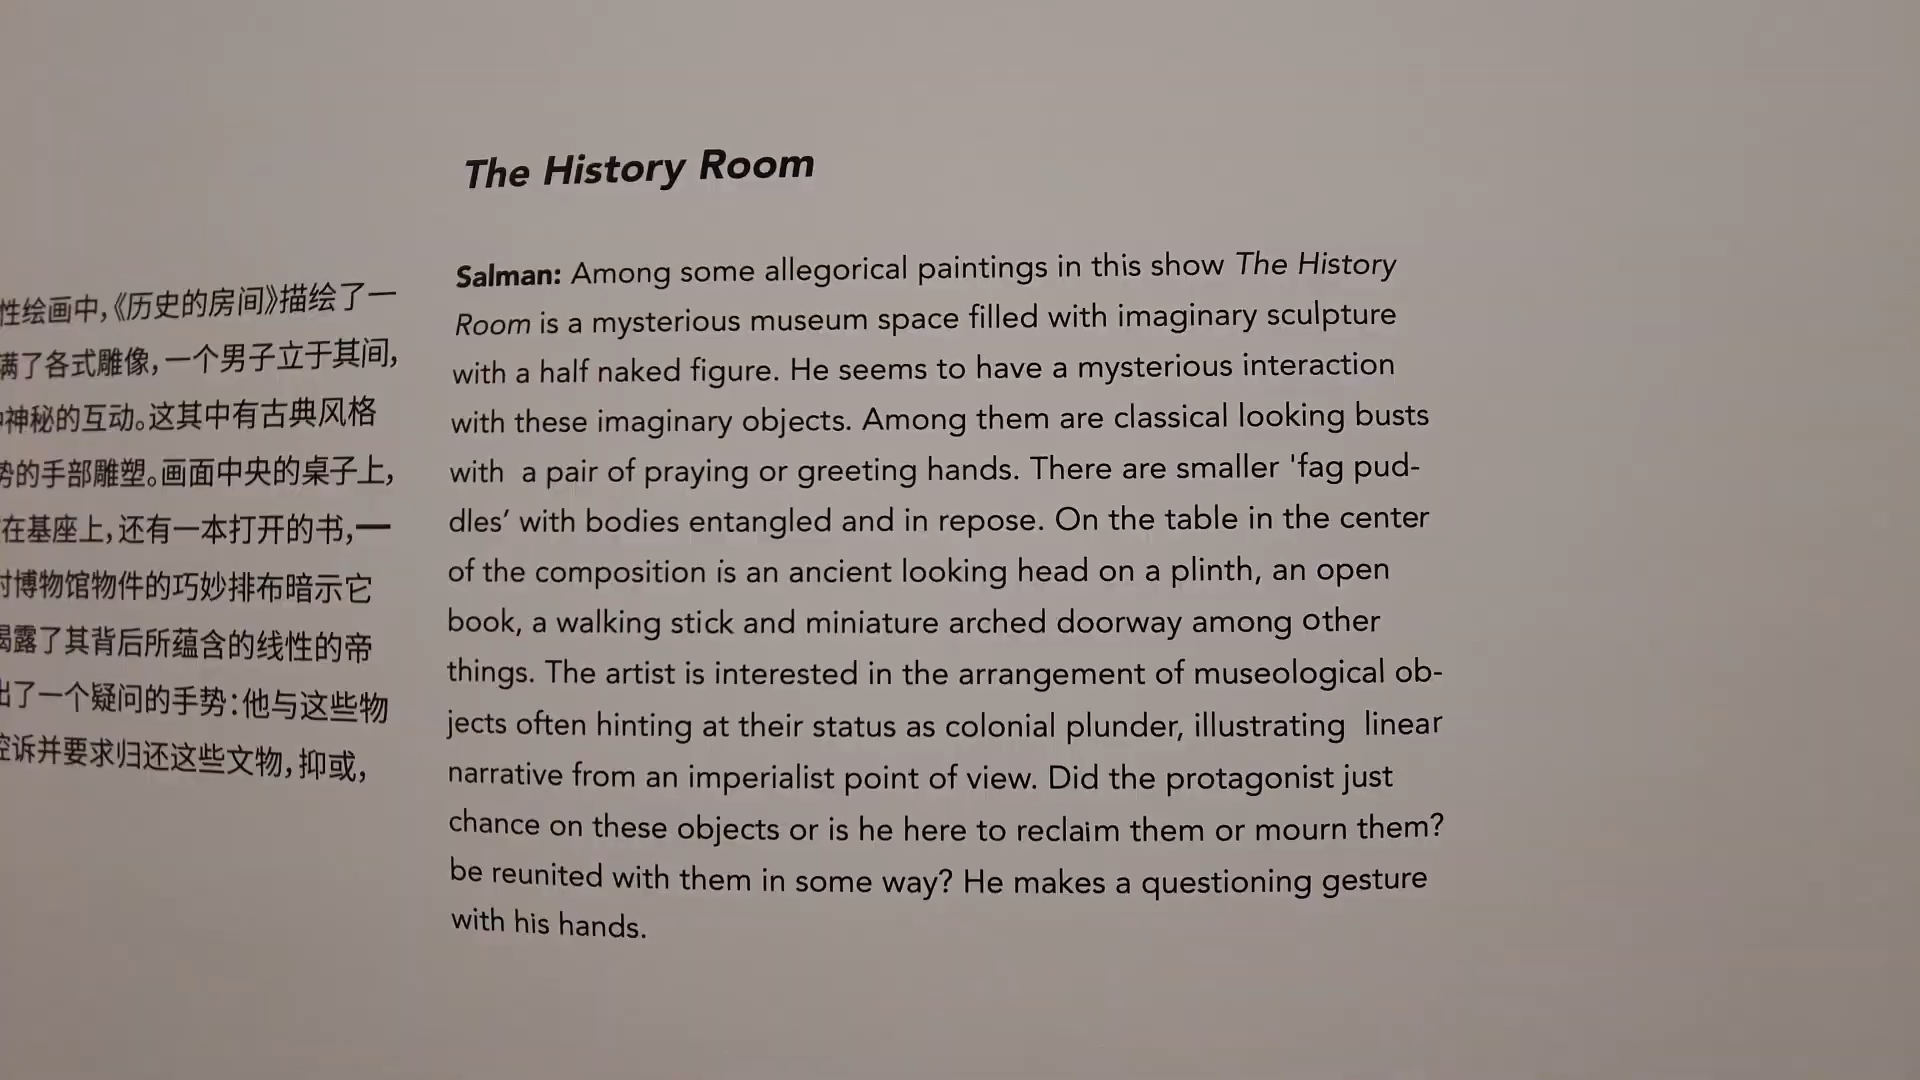 性绘画中，《历史的房间》描绘了一
满了各式雕像，一个男子立于其间，
神秘的互动。这其中有古典风格
势的手部雕塑。画面中央的桌子上，
在基座上，还有一本打开的书，一
对博物馆物件的巧妙排布暗示它
揭露了其背后所蕴含的线性的帝
出了一个疑问的手势：他与这些物
控诉并要求归还这些文物，抑或，
The History Room
Salman: Among some allegorical paintings in this show The History
Room is a mysterious museum space filled with imaginary sculpture
with a half naked figure. He seems to have a mysterious interaction
with these imaginary objects. Among them are classical looking busts
with  a pair of praying or greeting hands. There are smaller 'fag pud-
dles’ with bodies entangled and in repose. On the table in the center
of the composition is an ancient looking head on a plinth, an open
book, a walking stick and miniature arched doorway among other
things. The artist is interested in the arrangement of museological ob-
jects often hinting at their status as colonial plunder, illustrating  linear
narrative from an imperialist point of view. Did the protagonist just
chance on these objects or is he here to reclaim them or mourn them?
be reunited with them in some way? He makes a questioning gesture
with his hands.